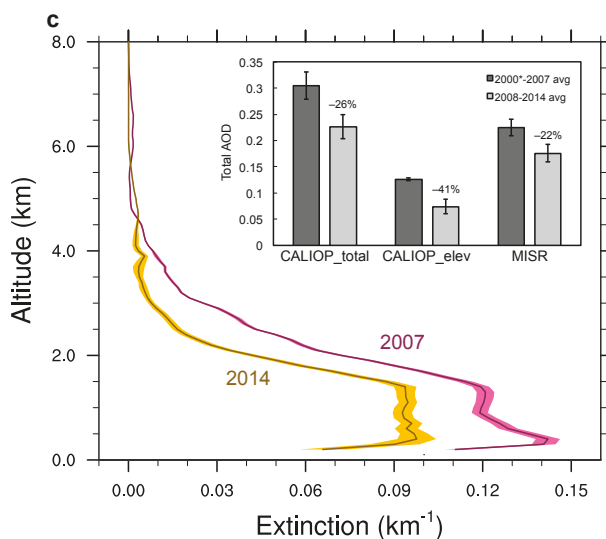 c
8.0
6.0
4.0
2.0
0.0
Altitude (km)
0.00
0.03
0.06
0.09
0.12
0.15
Extinction (km-1)
2007
2014
0.35
0.3
0.25
0.2
0.15
0.1
0.05
0
Total AOD
2000*-2007 avg
2008-2014 avg
–26%
–41%
–22%
CALIOP_total
CALIOP_elev
MISR